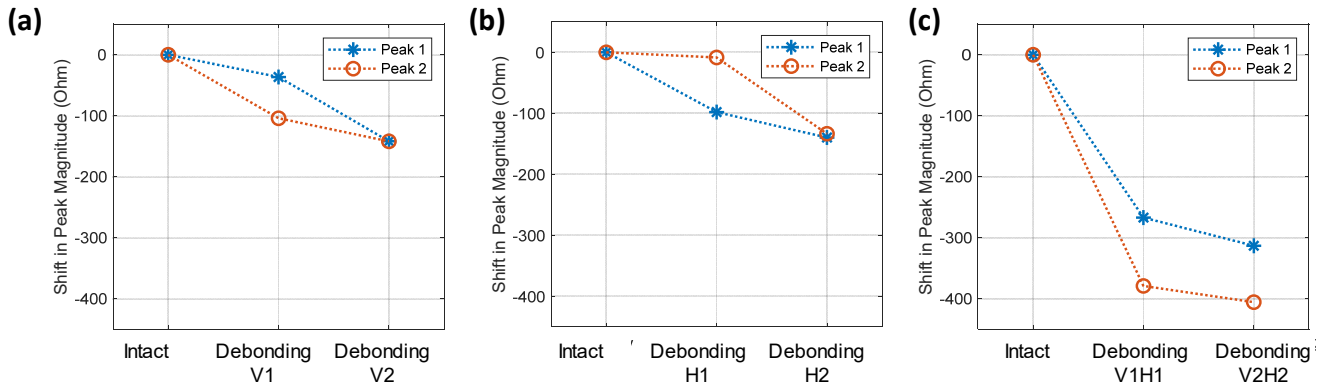 (a)
Shift in Peak Magnitude (Ohm)
0
-100
-200
-300
-400
Peak 1
Peak 2
Intact
Debonding
V1
Debonding
V2
(b)
Shift in Peak Magnitude (Ohm)
0
-100
-200
-300
-400
Peak 1
Peak 2
Intact
Debonding
H1
Debonding
H2
(c)
Shift in Peak Magnitude (Ohm)
0
-100
-200
-300
-400
Peak 1
Peak 2
Intact
Debonding
V1H1
Debonding
V2H2